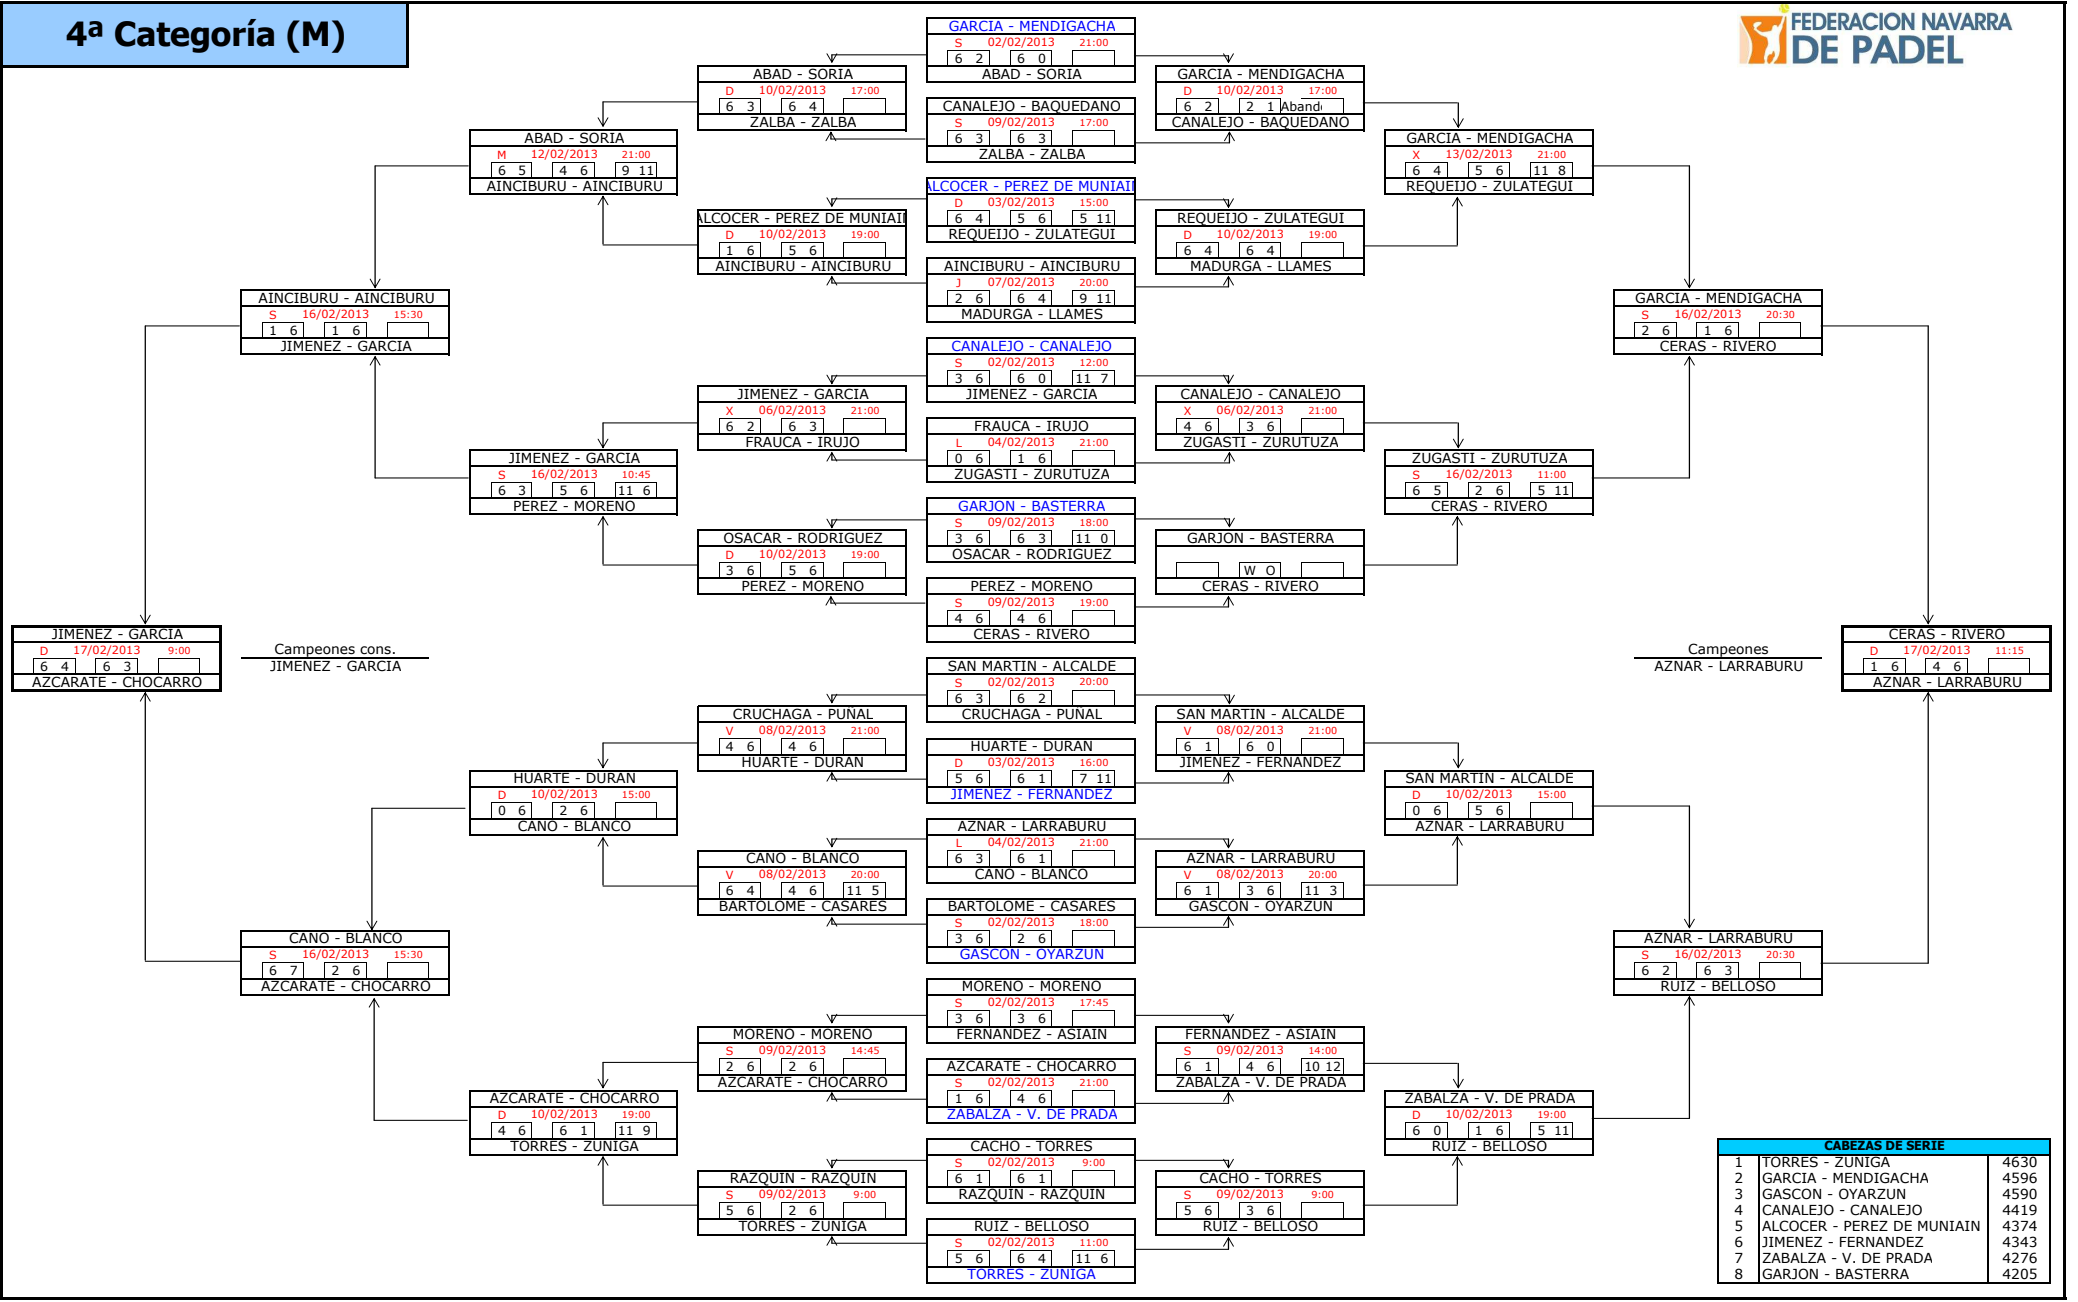 4ª Categoría (M)
FEDERACION NAVARRA
DE PADEL
GARCIA - MENDIGACHA
S 02/02/2013 21:00
6 2 6 0
ABAD - SORIA
CANALEJO - BAQUEDANO
S 09/02/2013 17:00
6 3 6 3
ZALBA - ZALBA
ALCOCER - PEREZ DE MUNIAIN
D 03/02/2013 15:00
6 4 5 6 5 11
REQUEIJO - ZULATEGUI
AINCIBURU - AINCIBURU
J 07/02/2013 20:00
2 6 6 4 9 11
MADURGA - LLAMES
CANALEJO - CANALEJO
S 02/02/2013 12:00
3 6 6 0 11 7
JIMENEZ - GARCIA
FRAUCA - IRUJO
L 04/02/2013 21:00
0 6 1 6
ZUGASTI - ZURUTUZA
GARJON - BASTERRA
S 09/02/2013 18:00
3 6 6 3 11 0
OSACAR - RODRIGUEZ
PEREZ - MORENO
S 09/02/2013 19:00
4 6 4 6
CERAS - RIVERO
SAN MARTIN - ALCALDE
S 02/02/2013 20:00
6 3 6 2
CRUCHAGA - PUÑAL
HUARTE - DURAN
D 03/02/2013 16:00
5 6 6 1 7 11
JIMENEZ - FERNANDEZ
AZNAR - LARRABURU
L 04/02/2013 21:00
6 3 6 1
CANO - BLANCO
BARTOLOME - CASARES
S 02/02/2013 18:00
3 6 2 6
GASCON - OYARZUN
MORENO - MORENO
S 02/02/2013 17:45
3 6 3 6
FERNANDEZ - ASIAIN
AZCARATE - CHOCARRO
S 02/02/2013 21:00
1 6 4 6
ZABALZA - V. DE PRADA
CACHO - TORRES
S 02/02/2013 9:00
6 1 6 1
RAZQUIN - RAZQUIN
RUIZ - BELLOSO
S 02/02/2013 11:00
5 6 6 4 11 6
TORRES - ZUÑIGA
ABAD - SORIA
D 10/02/2013 17:00
6 3 6 4
ZALBA - ZALBA
ALCOCER - PEREZ DE MUNIAIN
D 10/02/2013 19:00
1 6 5 6
AINCIBURU - AINCIBURU
JIMENEZ - GARCIA
X 06/02/2013 21:00
6 2 6 3
FRAUCA - IRUJO
OSACAR - RODRIGUEZ
D 10/02/2013 19:00
3 6 5 6
PEREZ - MORENO
CRUCHAGA - PUÑAL
V 08/02/2013 21:00
4 6 4 6
HUARTE - DURAN
CANO - BLANCO
V 08/02/2013 20:00
6 4 4 6 11 5
BARTOLOME - CASARES
MORENO - MORENO
S 09/02/2013 14:45
2 6 2 6
AZCARATE - CHOCARRO
RAZQUIN - RAZQUIN
S 09/02/2013 9:00
5 6 2 6
TORRES - ZUÑIGA
ABAD - SORIA
M 12/02/2013 21:00
6 5 4 6 9 11
AINCIBURU - AINCIBURU
JIMENEZ - GARCIA
S 16/02/2013 10:45
6 3 5 6 11 6
PEREZ - MORENO
HUARTE - DURAN
D 10/02/2013 15:00
0 6 2 6
CANO - BLANCO
AZCARATE - CHOCARRO
D 10/02/2013 19:00
4 6 6 1 11 9
TORRES - ZUÑIGA
AINCIBURU - AINCIBURU
S 16/02/2013 15:30
1 6 1 6
JIMENEZ - GARCIA
CANO - BLANCO
S 16/02/2013 15:30
6 7 2 6
AZCARATE - CHOCARRO
JIMENEZ - GARCIA
D 17/02/2013 9:00
6 4 6 3
AZCARATE - CHOCARRO
Campeones cons.
JIMENEZ - GARCIA
GARCIA - MENDIGACHA
D 10/02/2013 17:00
6 2 2 1 Aband
CANALEJO - BAQUEDANO
REQUEIJO - ZULATEGUI
D 10/02/2013 19:00
6 4 6 4
MADURGA - LLAMES
CANALEJO - CANALEJO
X 06/02/2013 21:00
4 6 3 6
ZUGASTI - ZURUTUZA
GARJON - BASTERRA
W O
CERAS - RIVERO
SAN MARTIN - ALCALDE
V 08/02/2013 21:00
6 1 6 0
JIMENEZ - FERNANDEZ
AZNAR - LARRABURU
V 08/02/2013 20:00
6 1 3 6 11 3
GASCON - OYARZUN
FERNANDEZ - ASIAIN
S 09/02/2013 14:00
6 1 4 6 10 12
ZABALZA - V. DE PRADA
CACHO - TORRES
S 09/02/2013 9:00
5 6 3 6
RUIZ - BELLOSO
GARCIA - MENDIGACHA
X 13/02/2013 21:00
6 4 5 6 11 8
REQUEIJO - ZULATEGUI
ZUGASTI - ZURUTUZA
S 16/02/2013 11:00
6 5 2 6 5 11
CERAS - RIVERO
SAN MARTIN - ALCALDE
D 10/02/2013 15:00
0 6 5 6
AZNAR - LARRABURU
ZABALZA - V. DE PRADA
D 10/02/2013 19:00
6 0 1 6 5 11
RUIZ - BELLOSO
GARCIA - MENDIGACHA
S 16/02/2013 20:30
2 6 1 6
CERAS - RIVERO
AZNAR - LARRABURU
S 16/02/2013 20:30
6 2 6 3
RUIZ - BELLOSO
Campeones
AZNAR - LARRABURU
CERAS - RIVERO
D 17/02/2013 11:15
1 6 4 6
AZNAR - LARRABURU
CABEZAS DE SERIE
1 TORRES - ZUÑIGA 4630
2 GARCIA - MENDIGACHA 4596
3 GASCON - OYARZUN 4590
4 CANALEJO - CANALEJO 4419
5 ALCOCER - PEREZ DE MUNIAIN 4374
6 JIMENEZ - FERNANDEZ 4343
7 ZABALZA - V. DE PRADA 4276
8 GARJON - BASTERRA 4205